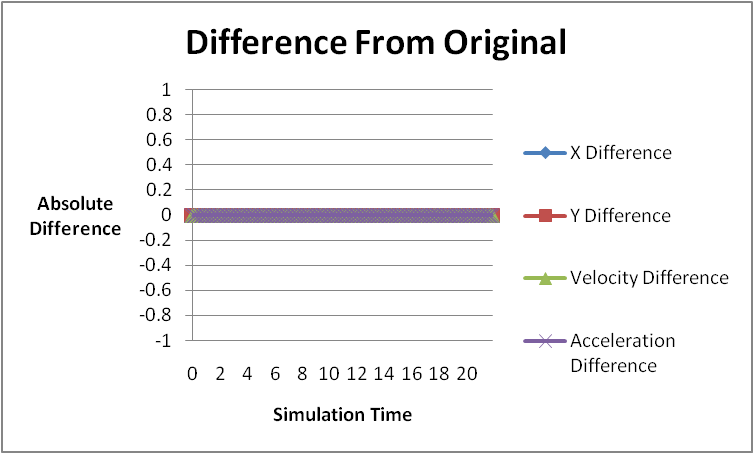 Difference From Original
1
0.8
0.6
0.4
0.2
0
-0.2
-0.4
-0.6
-0.8
-1
Absolute
Difference
0 2 4 6 8 10 12 14 16 18 20
Simulation Time
X Difference
Y Difference
Velocity Difference
Acceleration
Difference